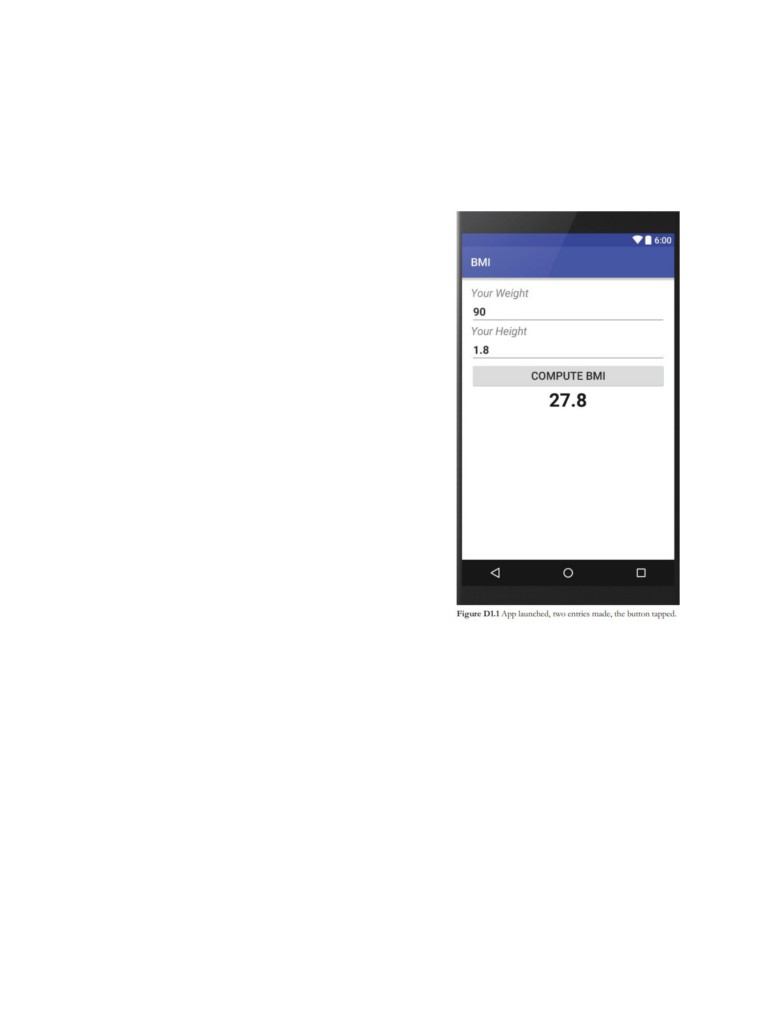 6:00
BMI
Your Weight
90
Your Height
1.8
COMPUTE BMI
27.8
Figure D1.1 App launched, two entries made, the button tapped.